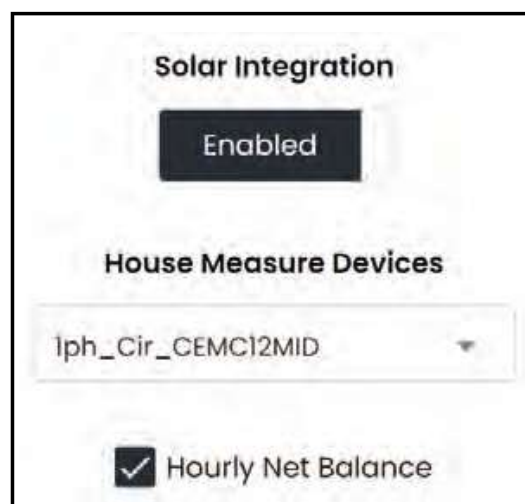 Solar Integration
Enabled
House Measure Devices
1ph_Cir_CEMC12MID
Hourly Net Balance